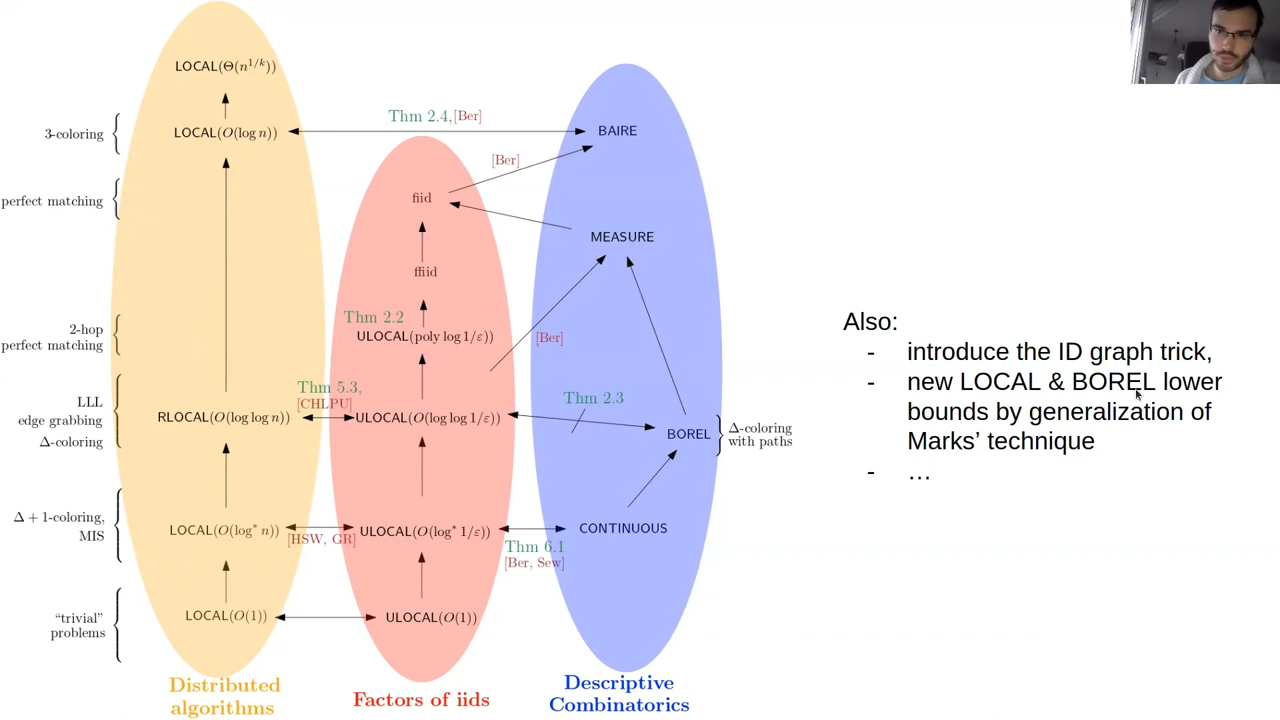 LOCAL(Θ(n^{1/k}))
3-coloring
LOCAL(O(log n))
Thm 2.4,[Ber]
BAIRE
[Ber]
perfect matching
fiid
MEASURE
ffiid
2-hop
perfect matching
Thm 2.2
ULOCAL(poly log 1/ε))
[Ber]
Also:
- introduce the ID graph trick,
- new LOCAL & BOREL lower
bounds by generalization of
Marks' technique
- …
LLL
edge grabbing
Δ-coloring
RLOCAL(O(log log n))
Thm 5.3,
[CHLPU]
ULOCAL(O(log log 1/ε))
Thm 2.3
BOREL
Δ-coloring
with paths
Δ + 1-coloring,
MIS
LOCAL(O(log* n))
[HSW, GR]
ULOCAL(O(log* 1/ε))
CONTINUOUS
Thm 6.1
[Ber, Sew]
"trivial"
problems
LOCAL(O(1))
ULOCAL(O(1))
Distributed
algorithms
Factors of iids
Descriptive
Combinatorics